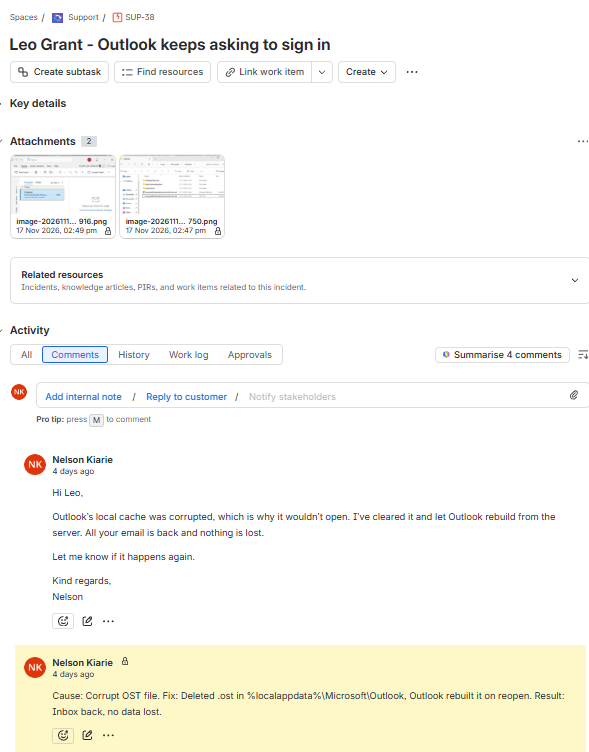 Spaces / Support / SUP-38
Leo Grant - Outlook keeps asking to sign in
Create subtask Find resources Link work item Create
Key details
Attachments 2
image-2026111... 916.png image-2026111... 750.png
17 Nov 2026, 02:49 pm 17 Nov 2026, 02:47 pm
Related resources
Incidents, knowledge articles, PIRs, and work items related to this incident.
Activity
All Comments History Work log Approvals Summarise 4 comments
NK Add internal note / Reply to customer / Notify stakeholders
Pro tip: press M to comment
NK Nelson Kiarie
4 days ago
Hi Leo,
Outlook's local cache was corrupted, which is why it wouldn't open. I've cleared it and let Outlook rebuild from the
server. All your email is back and nothing is lost.
Let me know if it happens again.
Kind regards,
Nelson
NK Nelson Kiarie
4 days ago
Cause: Corrupt OST file. Fix: Deleted .ost in %localappdata%\Microsoft\Outlook, Outlook rebuilt it on reopen. Result:
Inbox back, no data lost.